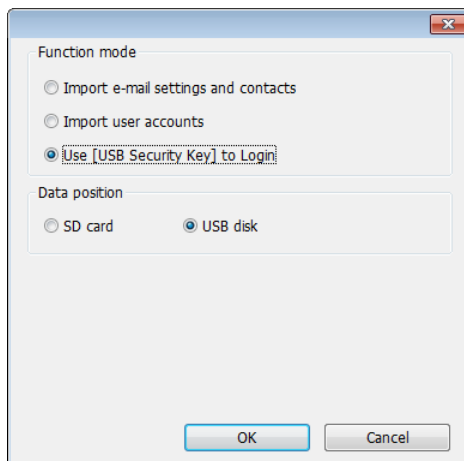 Function mode
Import e-mail settings and contacts
Import user accounts
Use [USB Security Key] to Login
Data position
SD card USB disk
OK Cancel